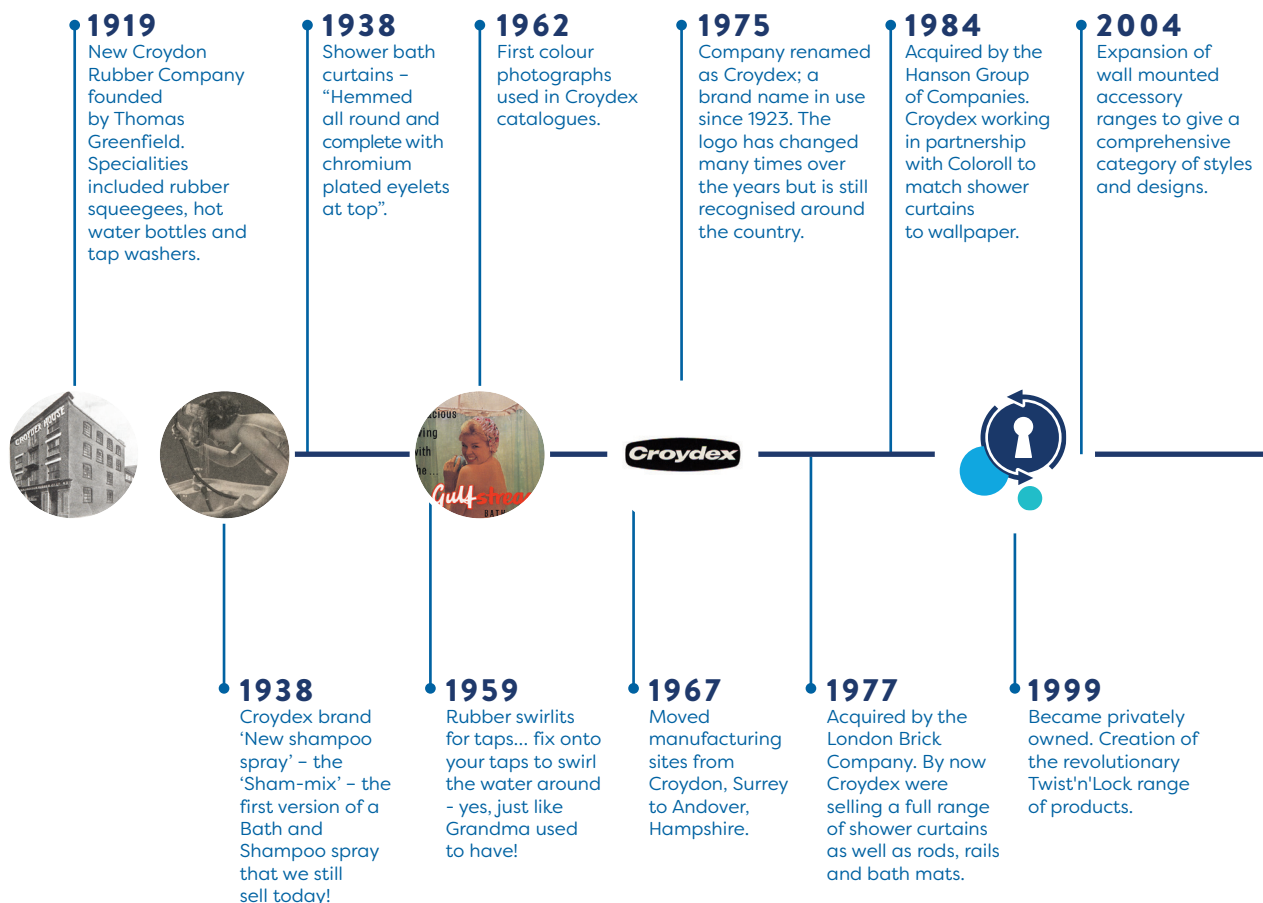 1919
New Croydon
Rubber Company
founded
by Thomas
Greenfield.
Specialities
included rubber
squeegees, hot
water bottles and
tap washers.
1938
Shower bath
curtains –
“Hemmed
all round and
complete with
chromium
plated eyelets
at top”.
1962
First colour
photographs
used in Croydex
catalogues.
1975
Company renamed
as Croydex; a
brand name in use
since 1923. The
logo has changed
many times over
the years but is still
recognised around
the country.
1984
Acquired by the
Hanson Group
of Companies.
Croydex working
in partnership
with Coloroll to
match shower
curtains
to wallpaper.
2004
Expansion of
wall mounted
accessory
ranges to give a
comprehensive
category of styles
and designs.
CROYDEX HOUSE
cious
ving
with
he ...
Gulfstrea
BATH
Croydex
1938
Croydex brand
‘New shampoo
spray’ – the
‘Sham-mix’ – the
first version of a
Bath and
Shampoo spray
that we still
sell today!
1959
Rubber swirlits
for taps... fix onto
your taps to swirl
the water around
- yes, just like
Grandma used
to have!
1967
Moved
manufacturing
sites from
Croydon, Surrey
to Andover,
Hampshire.
1977
Acquired by the
London Brick
Company. By now
Croydex were
selling a full range
of shower curtains
as well as rods, rails
and bath mats.
1999
Became privately
owned. Creation of
the revolutionary
Twist'n'Lock range
of products.